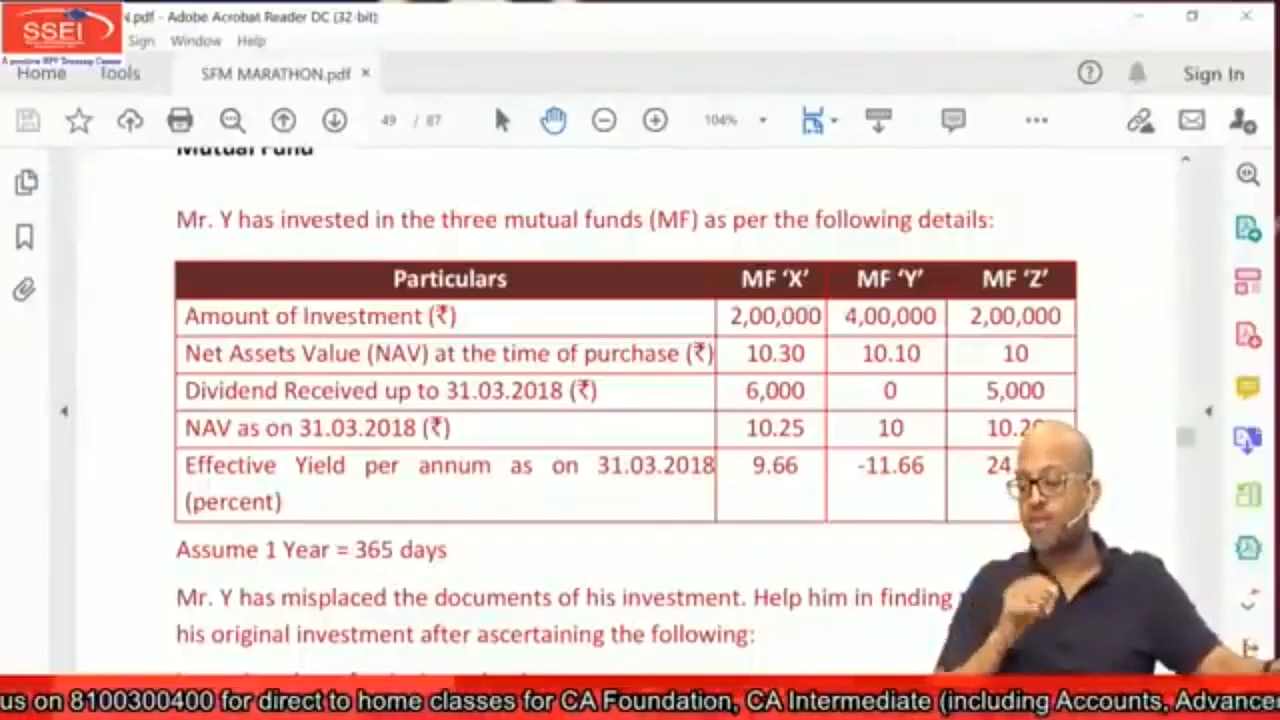 SSEI
.pdf - Adobe Acrobat Reader DC (32-bit)
Sign Window Help
Home Tools SFM MARATHON.pdf × Sign In
49 / 87 104%
Mutual Fund
Mr. Y has invested in the three mutual funds (MF) as per the following details:
Particulars MF ‘X’ MF ‘Y’ MF ‘Z’
Amount of Investment (₹) 2,00,000 4,00,000 2,00,000
Net Assets Value (NAV) at the time of purchase (₹) 10.30 10.10 10
Dividend Received up to 31.03.2018 (₹) 6,000 0 5,000
NAV as on 31.03.2018 (₹) 10.25 10 10.20
Effective Yield per annum as on 31.03.2018 9.66 -11.66 24
(percent)
Assume 1 Year = 365 days
Mr. Y has misplaced the documents of his investment. Help him in finding
his original investment after ascertaining the following:
us on 8100300400 for direct to home classes for CA Foundation, CA Intermediate (including Accounts, Advance